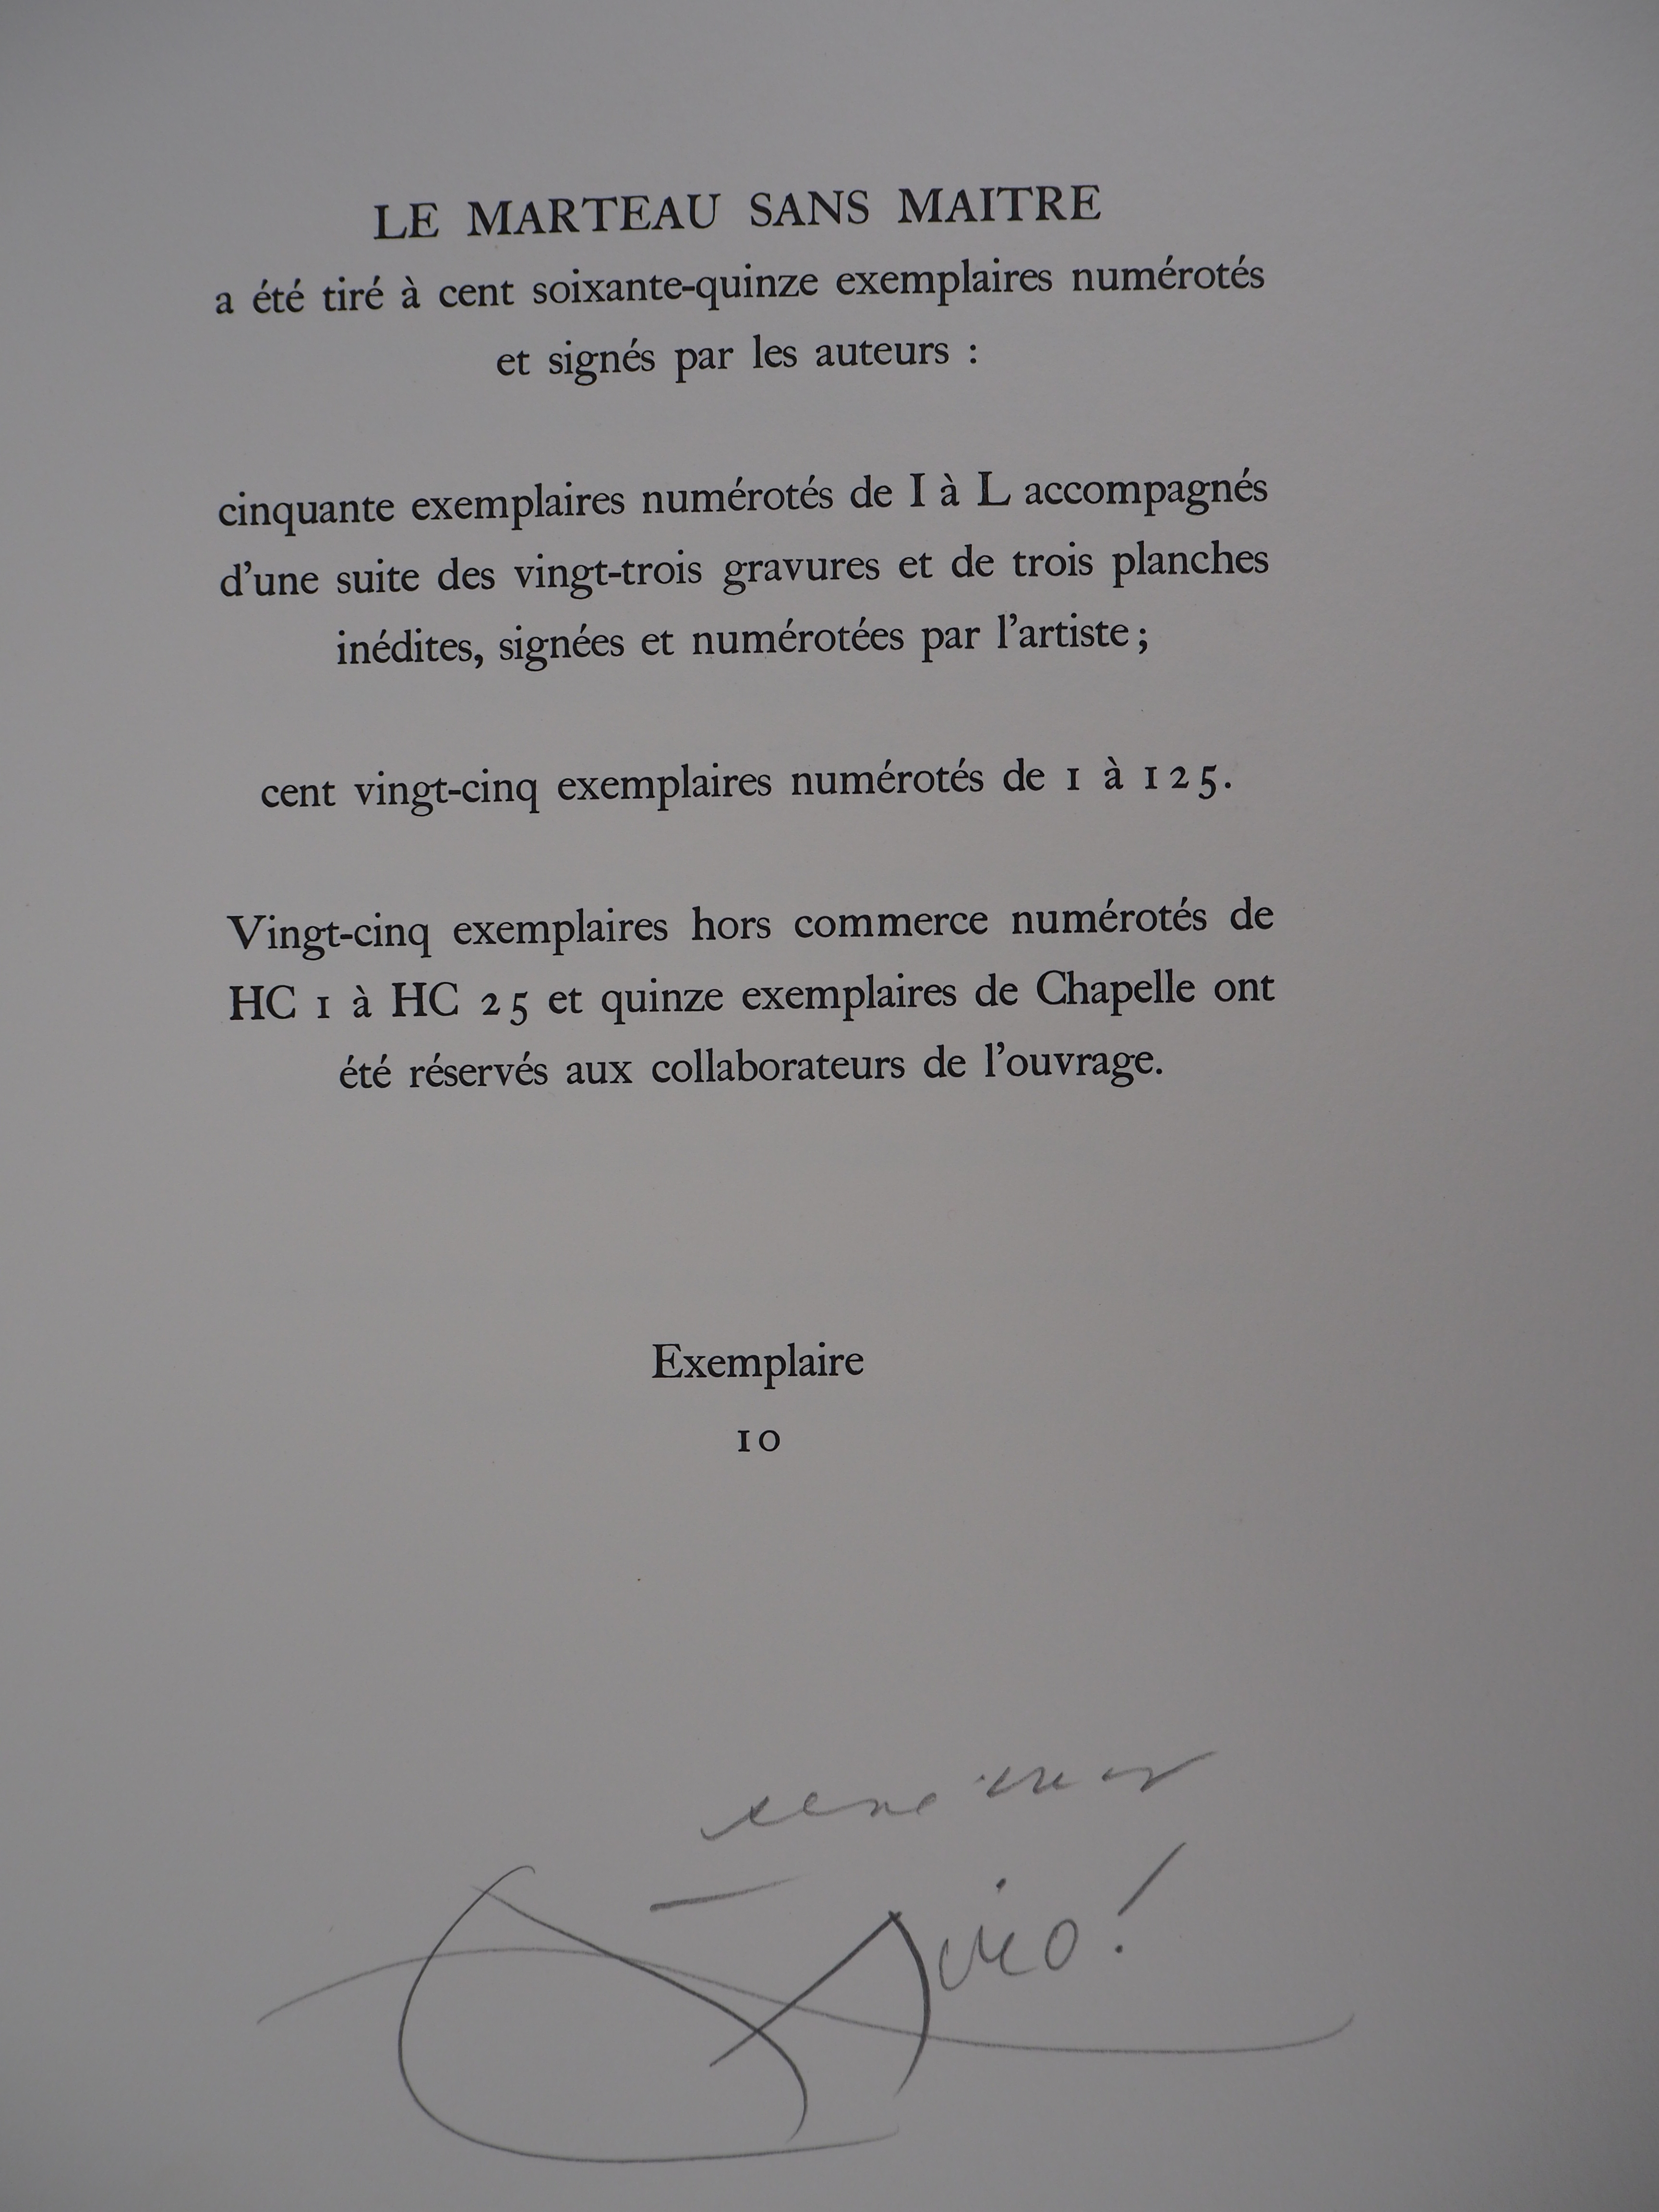 LE MARTEAU SANS MAITRE
a été tiré à cent soixante-quinze exemplaires numérotés
et signés par les auteurs :
cinquante exemplaires numérotés de I à L accompagnés
d'une suite des vingt-trois gravures et de trois planches
inédites, signées et numérotées par l'artiste ;
cent vingt-cinq exemplaires numérotés de 1 à 125.
Vingt-cinq exemplaires hors commerce numérotés de
HC 1 à HC 25 et quinze exemplaires de Chapelle ont
été réservés aux collaborateurs de l'ouvrage.
Exemplaire
10